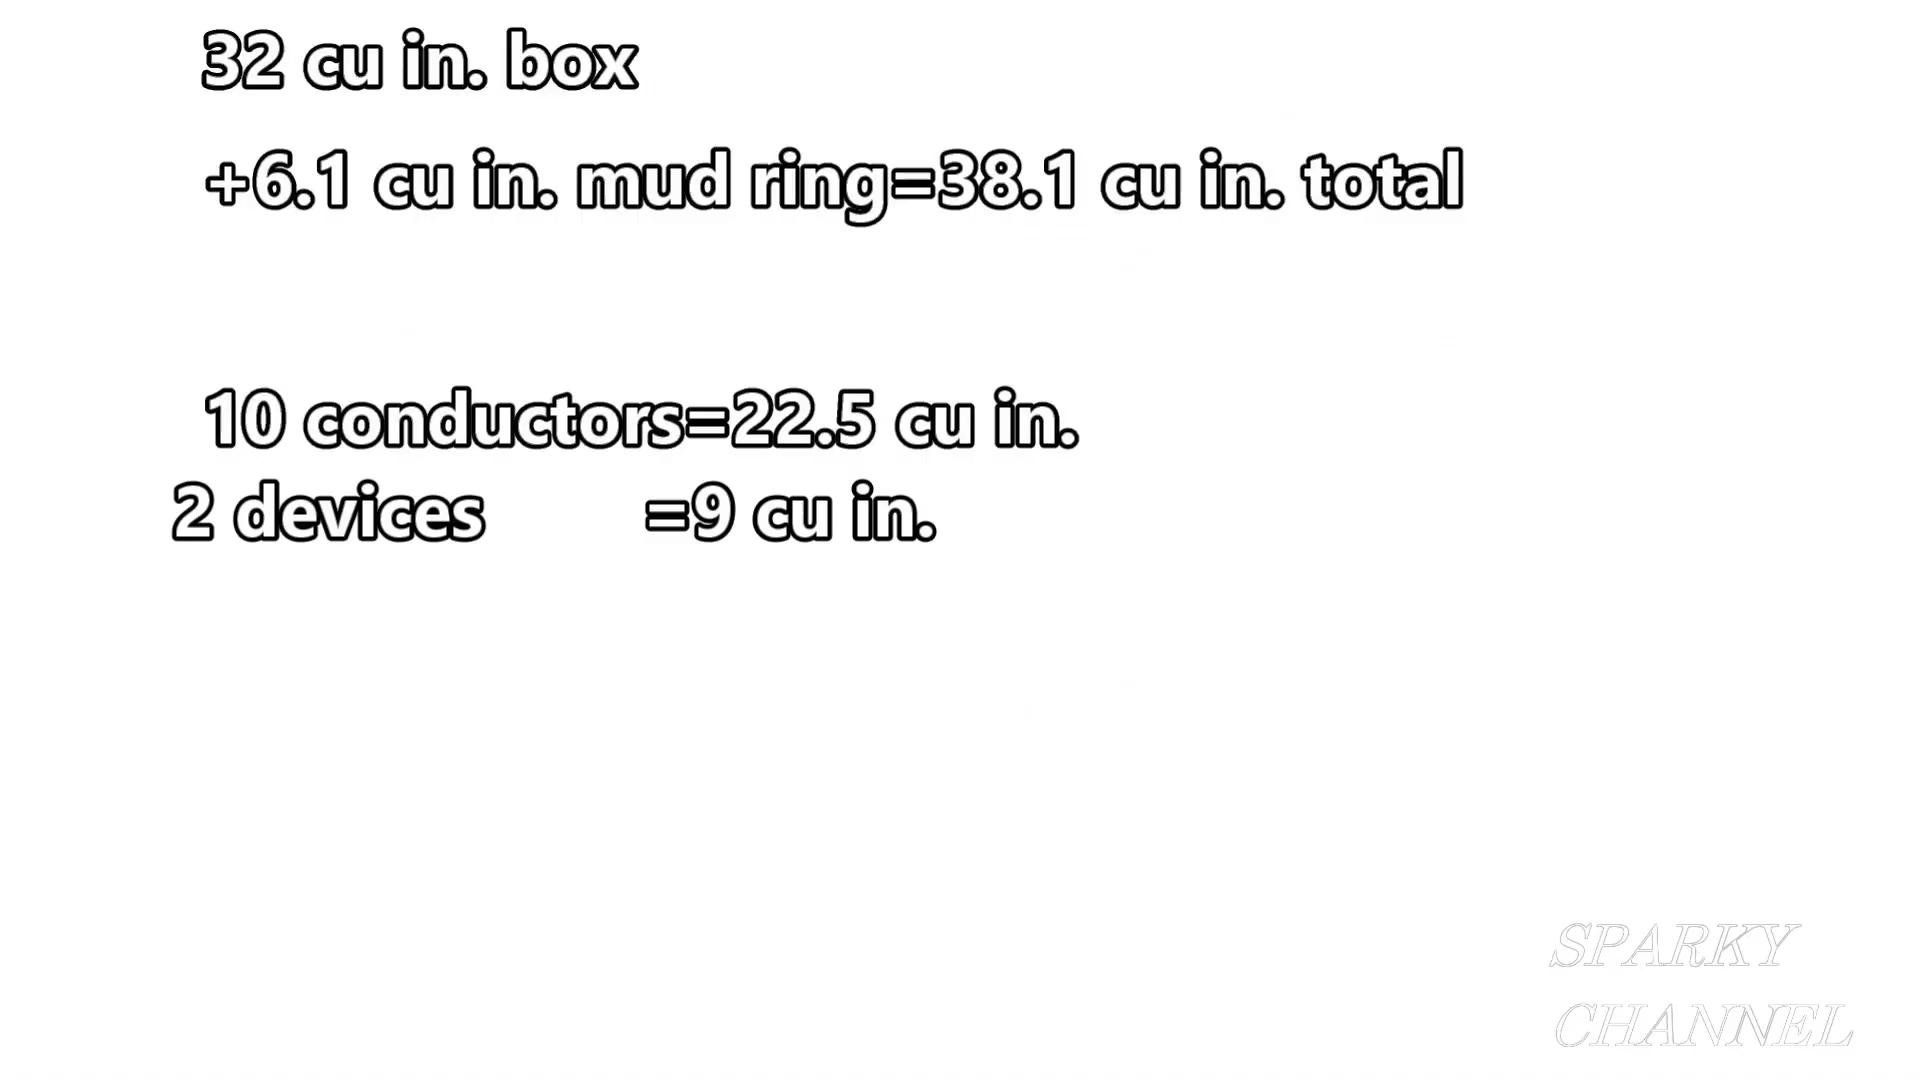 32 cu in. box
+6.1 cu in. mud ring=38.1 cu in. total
10 conductors=22.5 cu in.
2 devices =9 cu in.
SPARKY
CHANNEL